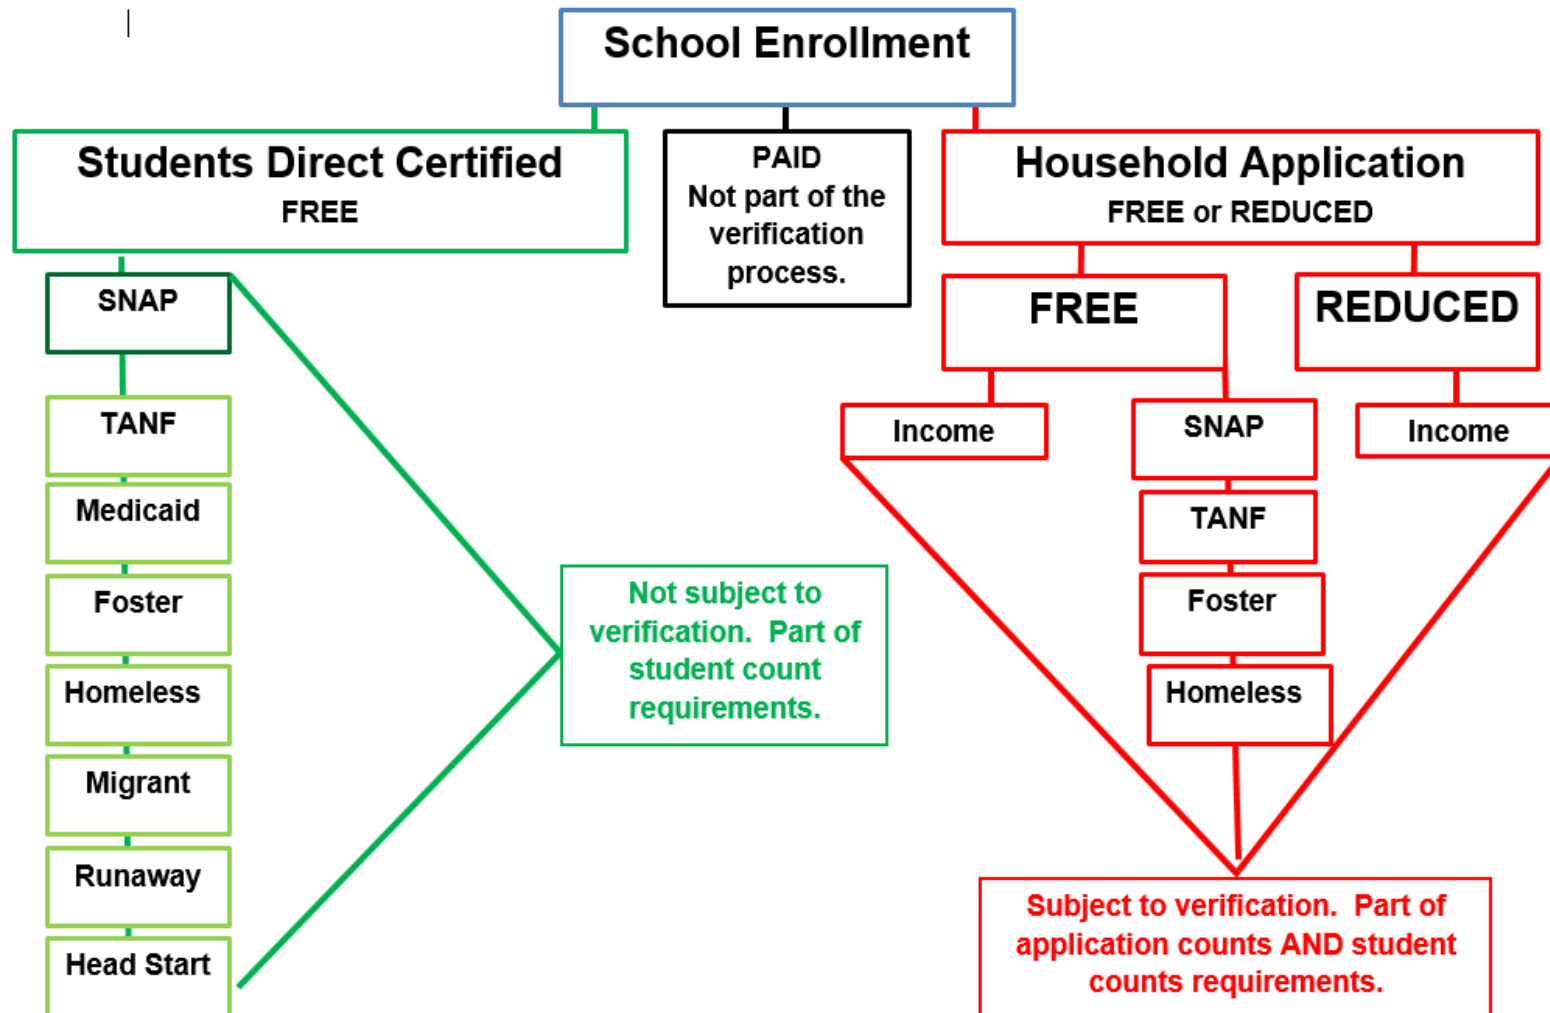 School Enrollment
Students Direct Certified
FREE
PAID
Not part of the
verification
process.
Household Application
FREE or REDUCED
SNAP
TANF
Medicaid
Foster
Homeless
Migrant
Runaway
Head Start
Not subject to
verification. Part of
student count
requirements.
FREE
REDUCED
Income
SNAP
TANF
Foster
Homeless
Income
Subject to verification. Part of
application counts AND student
counts requirements.